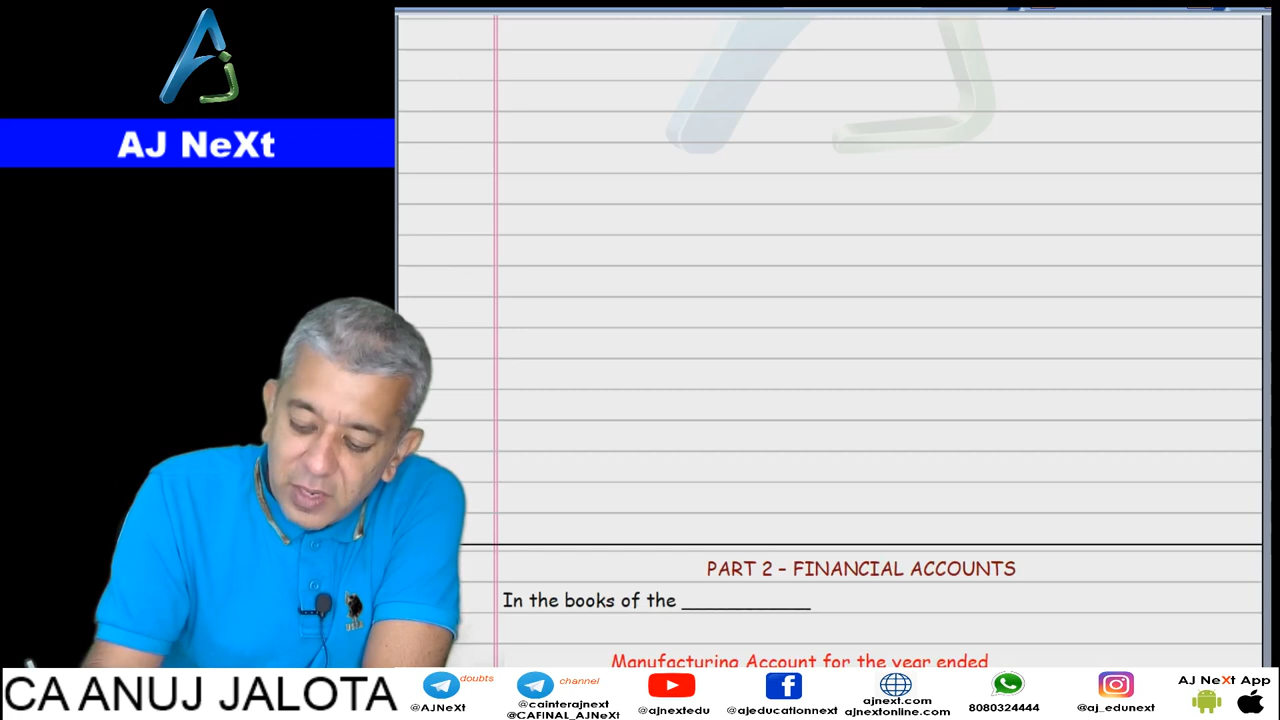 AJ NeXt
PART 2 – FINANCIAL ACCOUNTS
In the books of the ___________
Manufacturing Account for the year ended
CA ANUJ JALOTA
doubts
@AJNeXt
channel
@cainterajnext
@CAFINAL_AJNeXt
@ajnextedu
@ajeducationnext
ajnext.com
ajnextonline.com
8080324444
@aj_edunext
AJ NeXt App